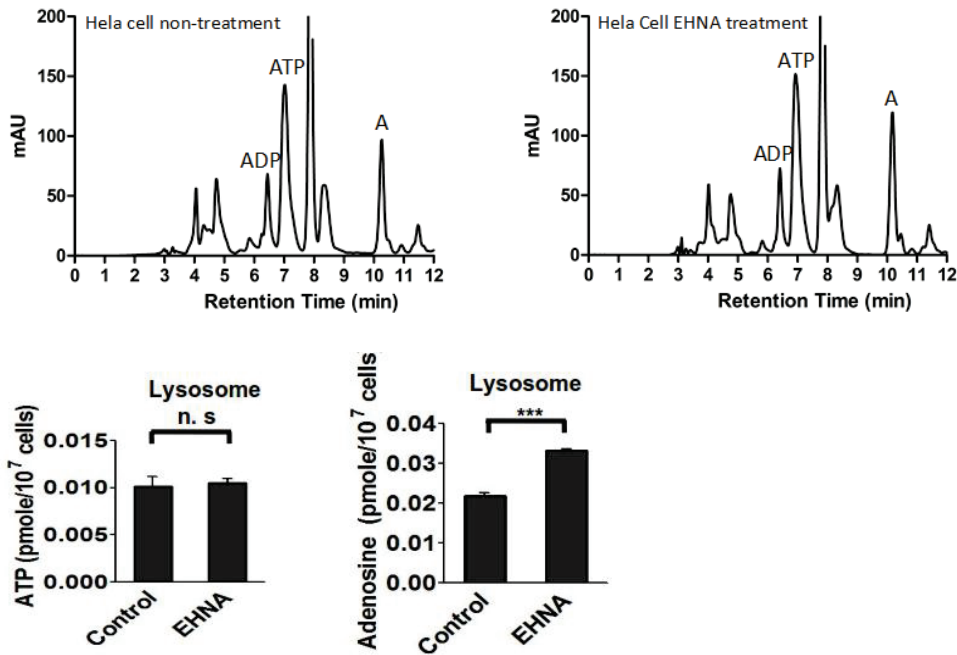 Hela cell non-treatment
200
150
100
50
0
mAU
ADP
ATP
A
0 1 2 3 4 5 6 7 8 9 10 11 12
Retention Time (min)
Hela Cell EHNA treatment
200
150
100
50
0
mAU
ADP
ATP
A
0 1 2 3 4 5 6 7 8 9 10 11 12
Retention Time (min)
Lysosome
n. s
ATP (pmole/10⁷ cells)
0.015
0.010
0.005
0.000
Control
EHNA
Lysosome
***
Adenosine (pmole/10⁷ cells)
0.04
0.03
0.02
0.01
0.00
Control
EHNA